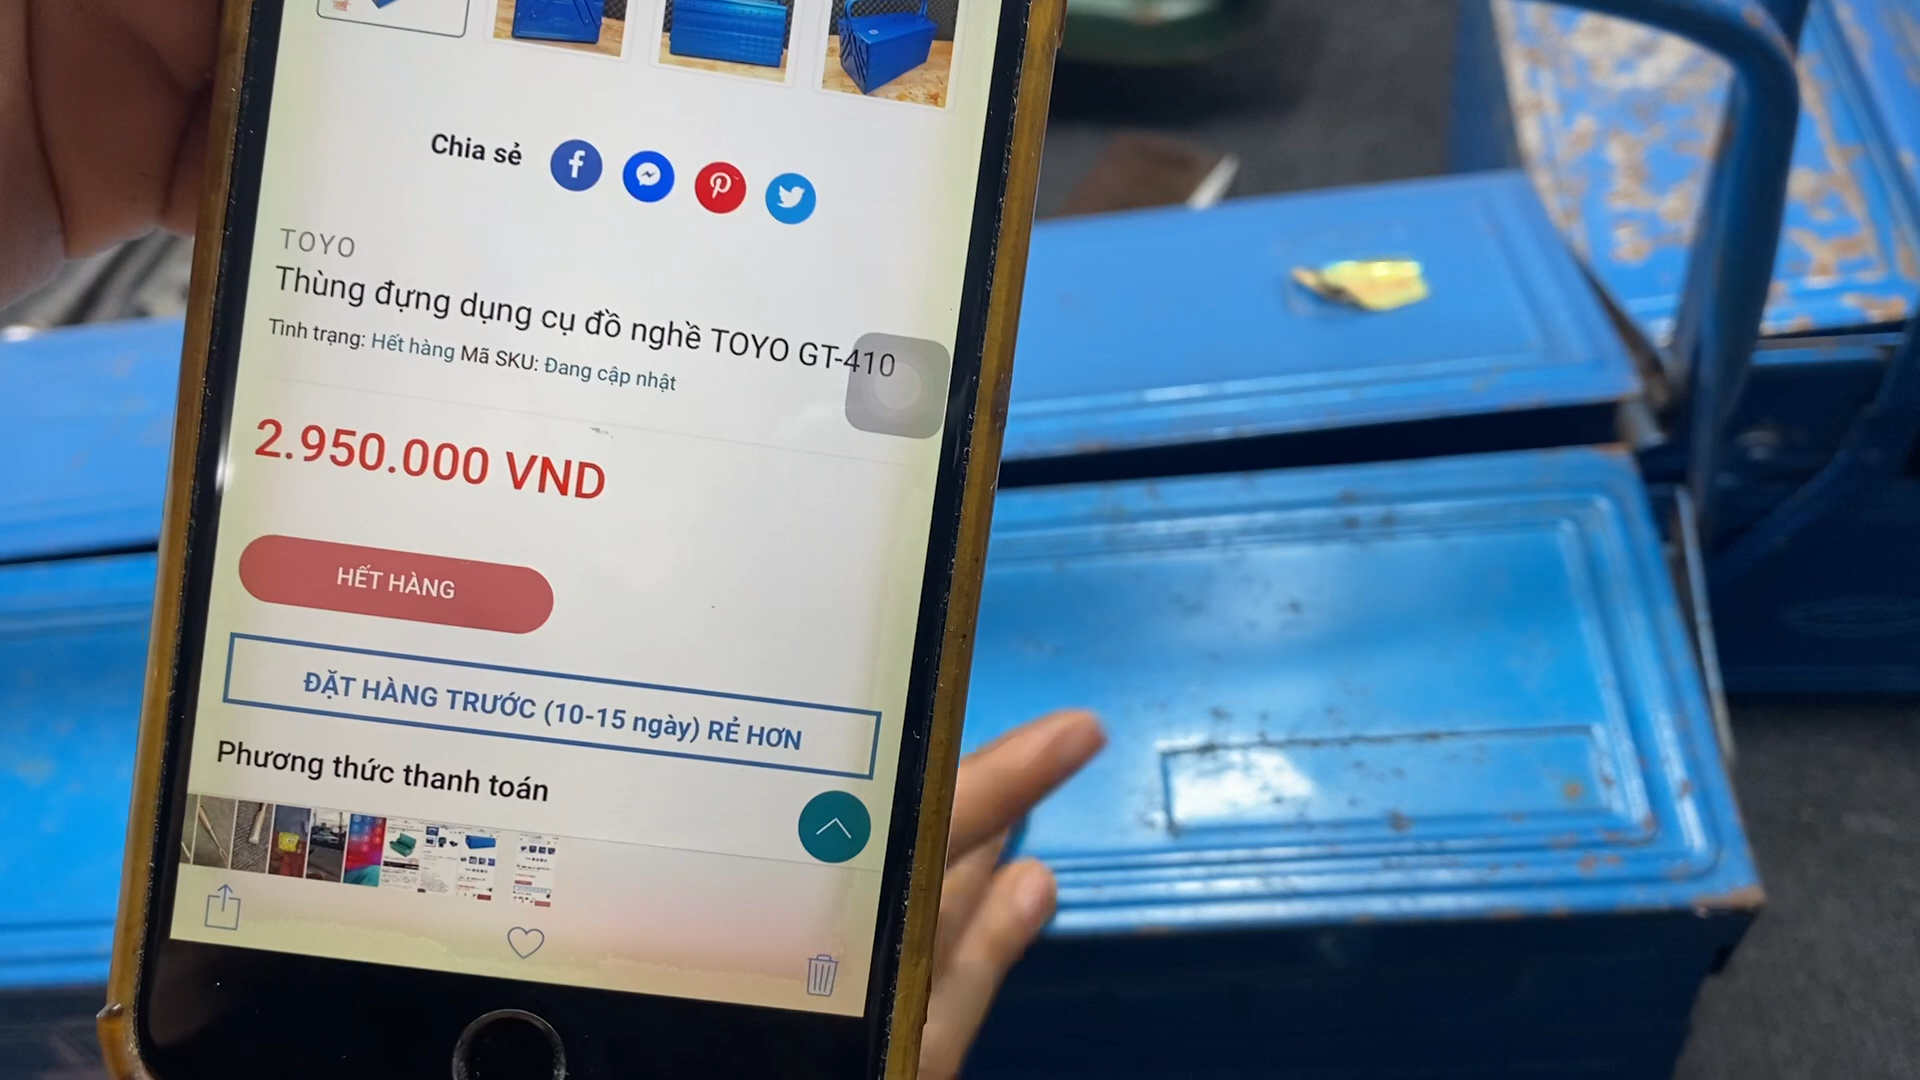 Chia sẻ
TOYO
Thùng đựng dụng cụ đồ nghề TOYO GT-410
Tình trạng: Hết hàng Mã SKU: Đang cập nhật
2.950.000 VND
HẾT HÀNG
ĐẶT HÀNG TRƯỚC (10-15 ngày) RẺ HƠN
Phương thức thanh toán